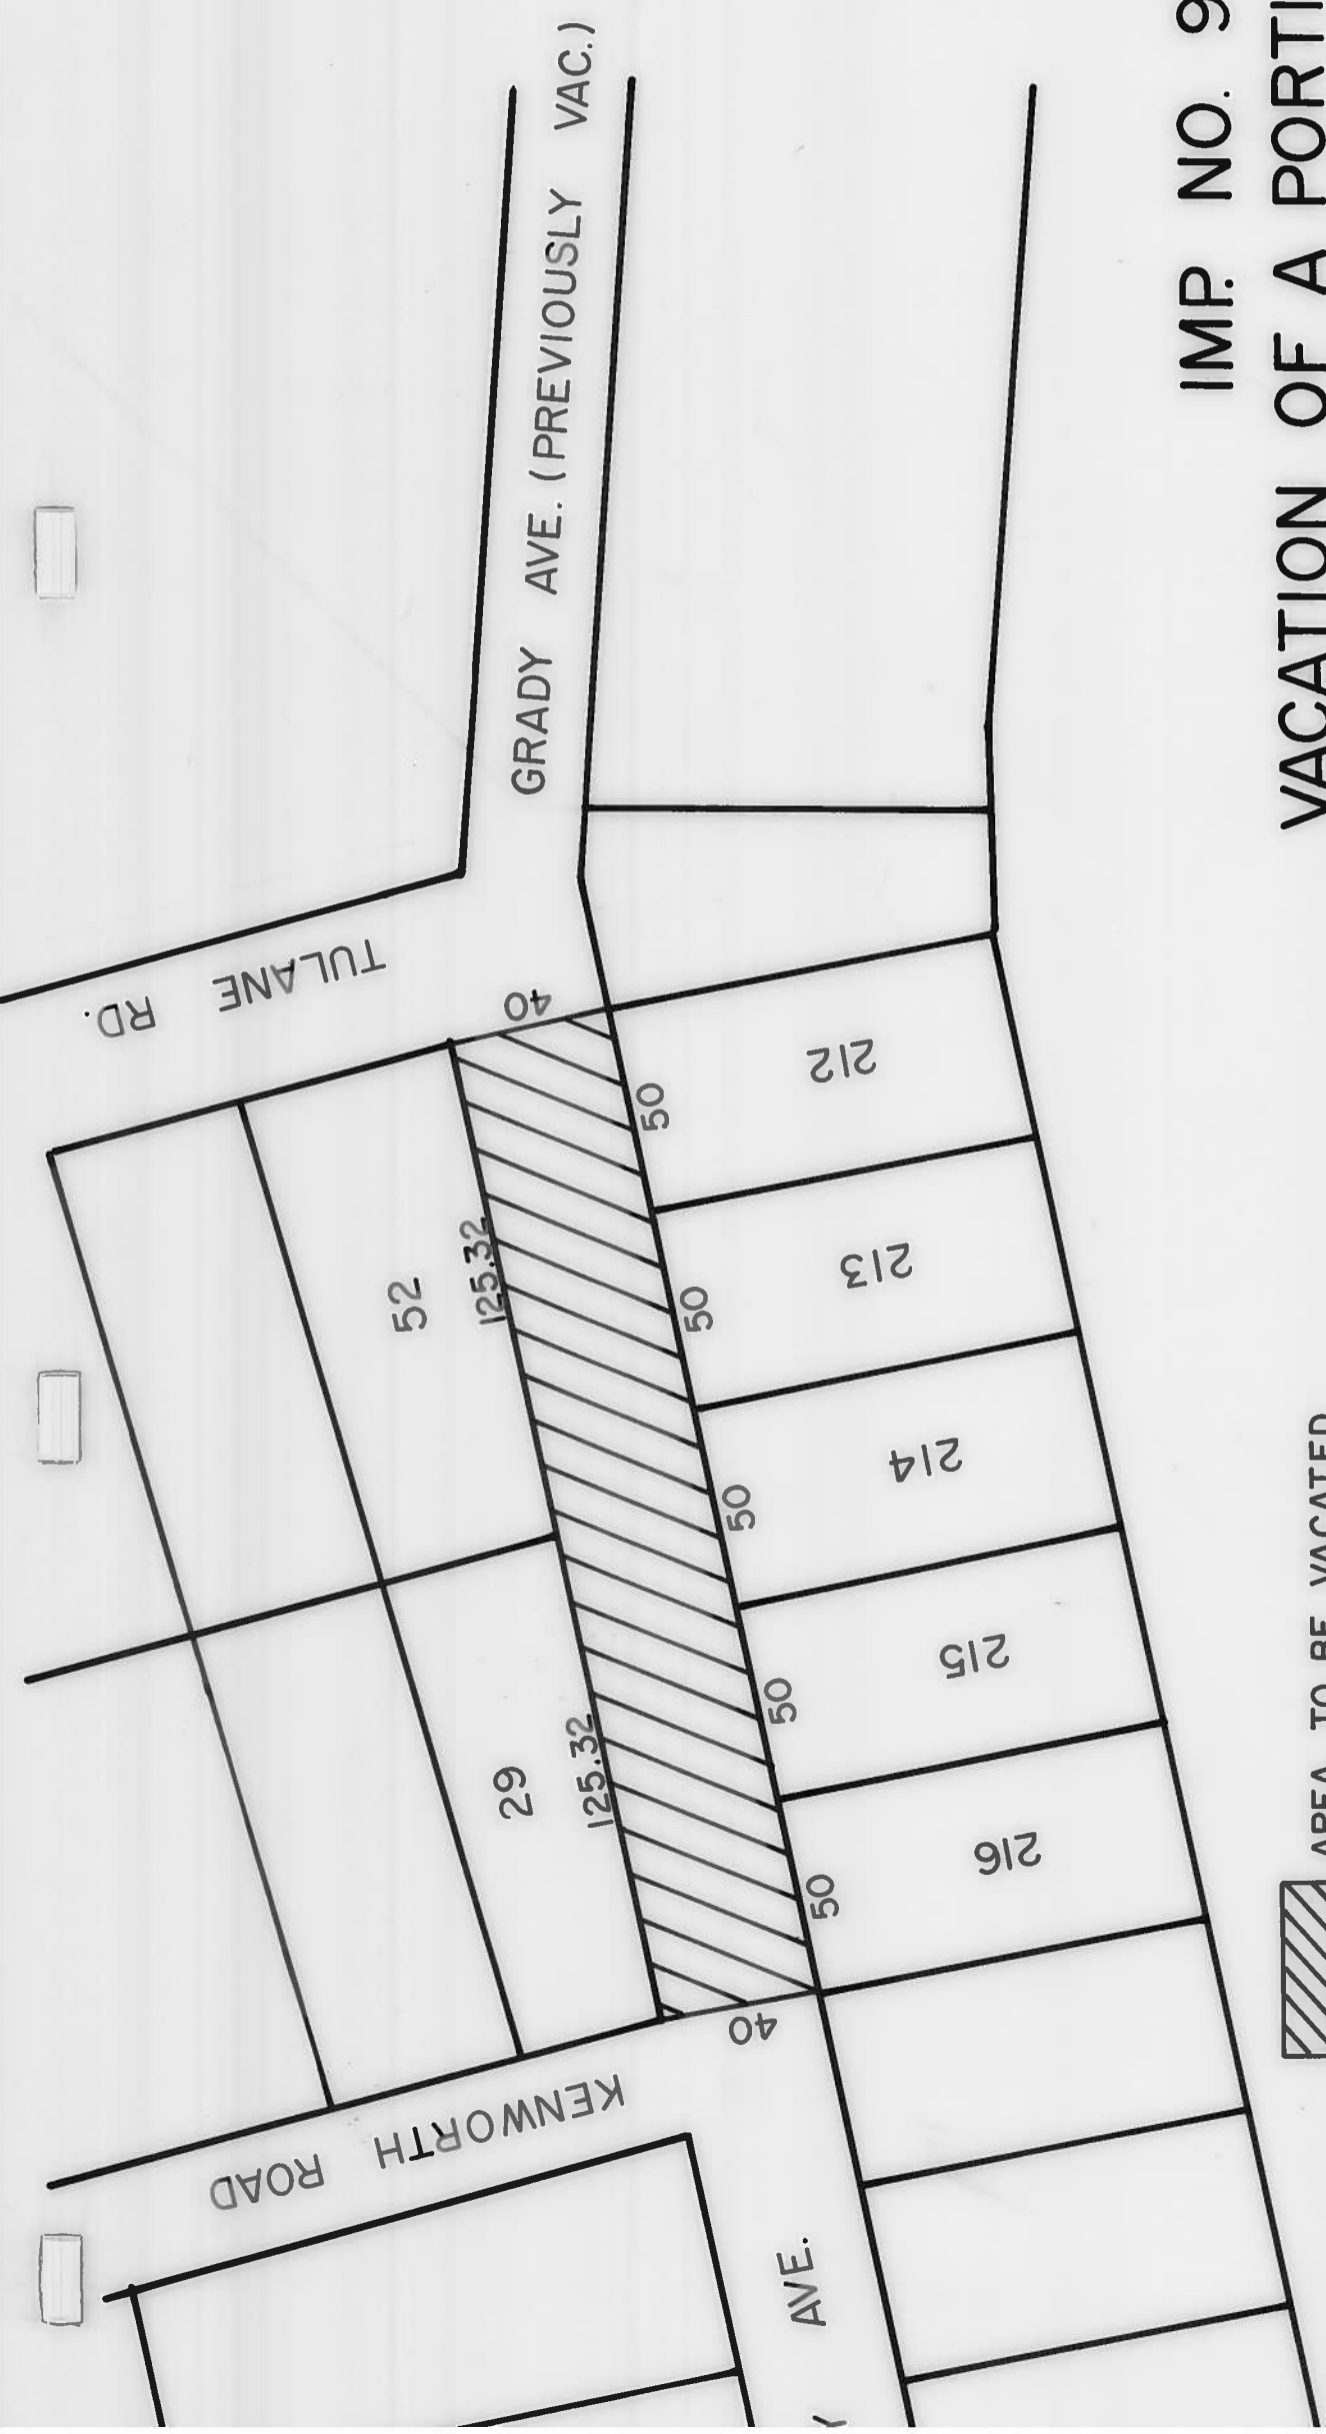 GRADY AVE. (PREVIOUSLY VAC.)
TULANE RD.
40
52
125.32
29
125.32
50
50
50
50
50
212
213
214
215
216
40
KENWORTH ROAD
Y AVE.
IMP. NO. 9
VACATION OF A PORTI
AREA TO BE VACATED